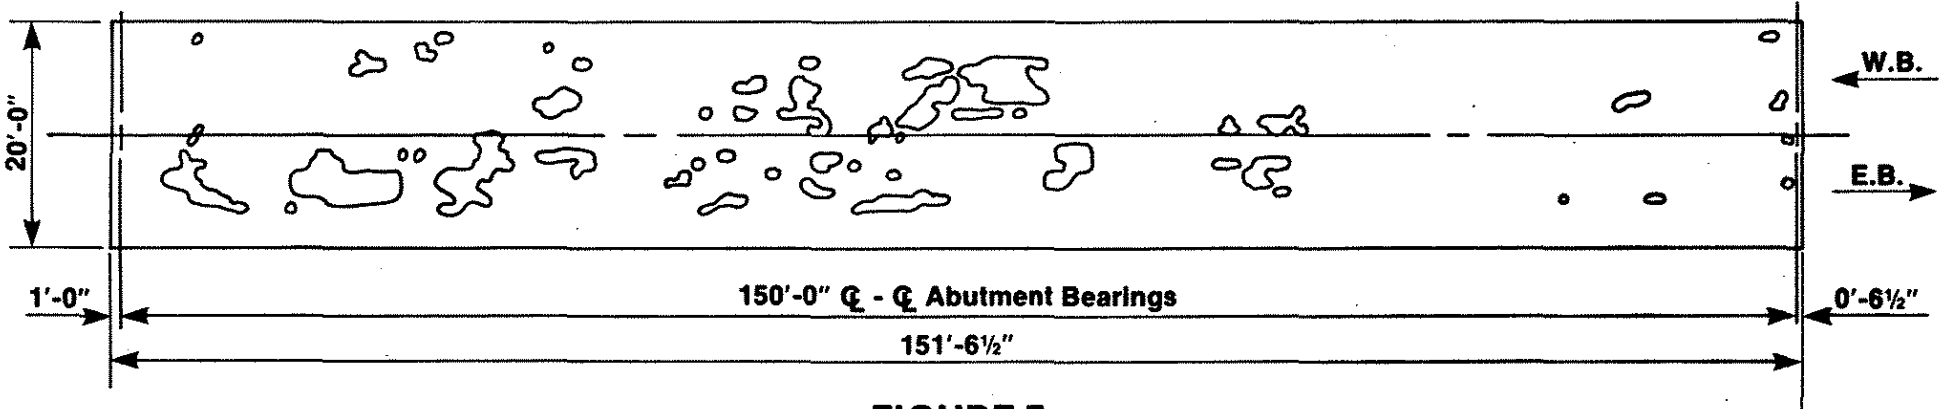 W.B.
20'-0"
E.B.
1'-0"
150'-0" ℄ - ℄ Abutment Bearings
0'-6½"
151'-6½"